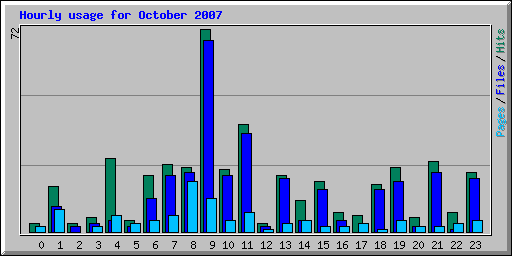 Hourly usage for October 2007
72
Pages / Files / Hits
0 1 2 3 4 5 6 7 8 9 10 11 12 13 14 15 16 17 18 19 20 21 22 23